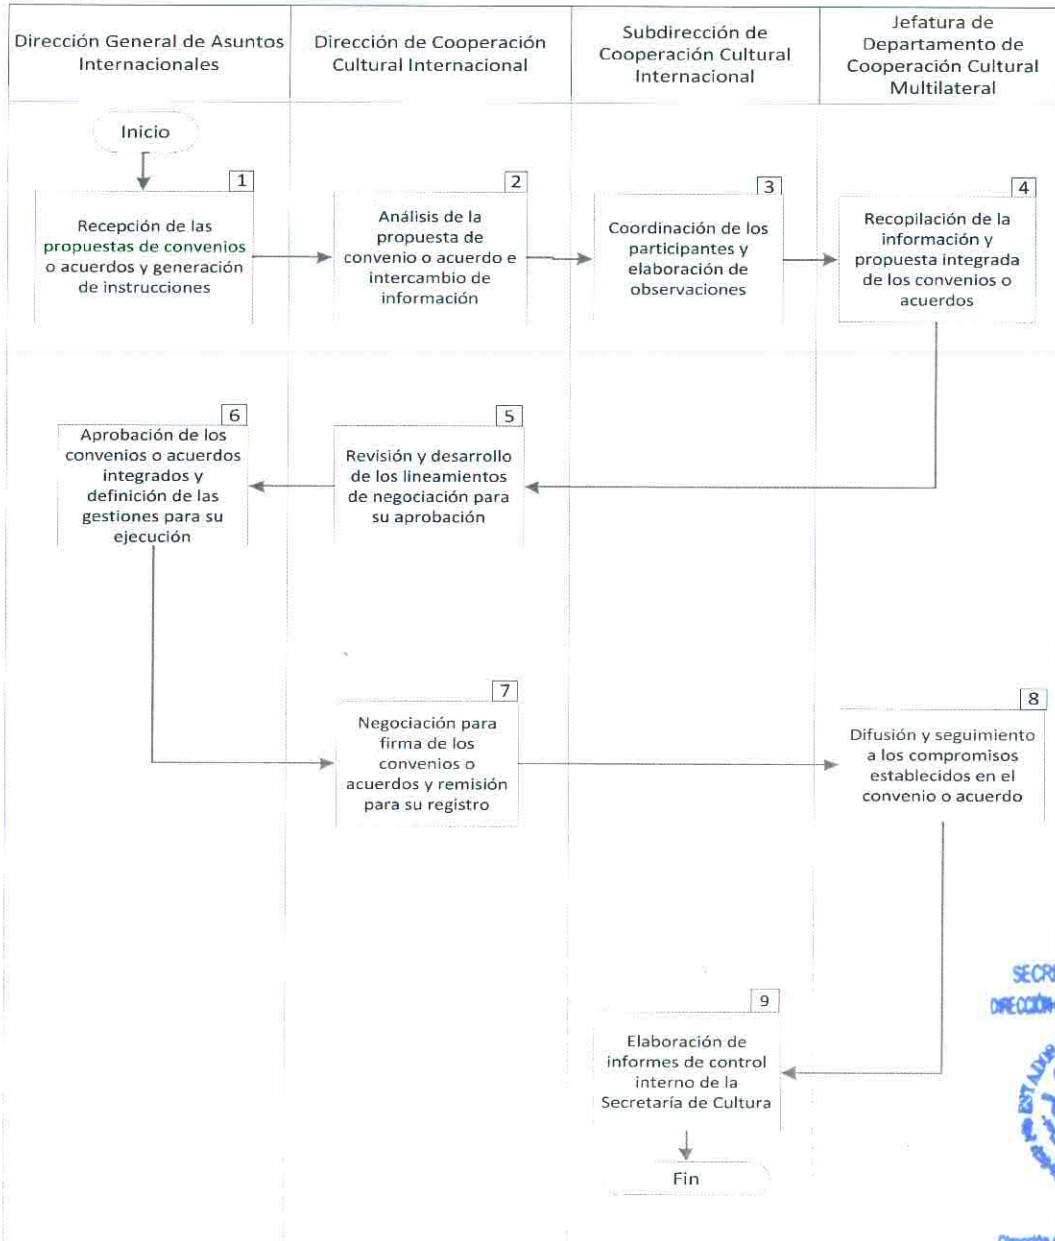 Dirección General de Asuntos
Internacionales
Dirección de Cooperación
Cultural Internacional
Subdirección de
Cooperación Cultural
Internacional
Jefatura de
Departamento de
Cooperación Cultural
Multilateral
Inicio
1
Recepción de las
propuestas de convenios
o acuerdos y generación
de instrucciones
2
Análisis de la
propuesta de
convenio o acuerdo e
intercambio de
información
3
Coordinación de los
participantes y
elaboración de
observaciones
4
Recopilación de la
información y
propuesta integrada
de los convenios o
acuerdos
6
Aprobación de los
convenios o acuerdos
integrados y
definición de las
gestiones para su
ejecución
5
Revisión y desarrollo
de los lineamientos
de negociación para
su aprobación
7
Negociación para
firma de los
convenios o
acuerdos y remisión
para su registro
8
Difusión y seguimiento
a los compromisos
establecidos en el
convenio o acuerdo
9
Elaboración de
informes de control
interno de la
Secretaría de Cultura
Fin
SECR
DIRECCIÓN
ESTADOS
Dirección